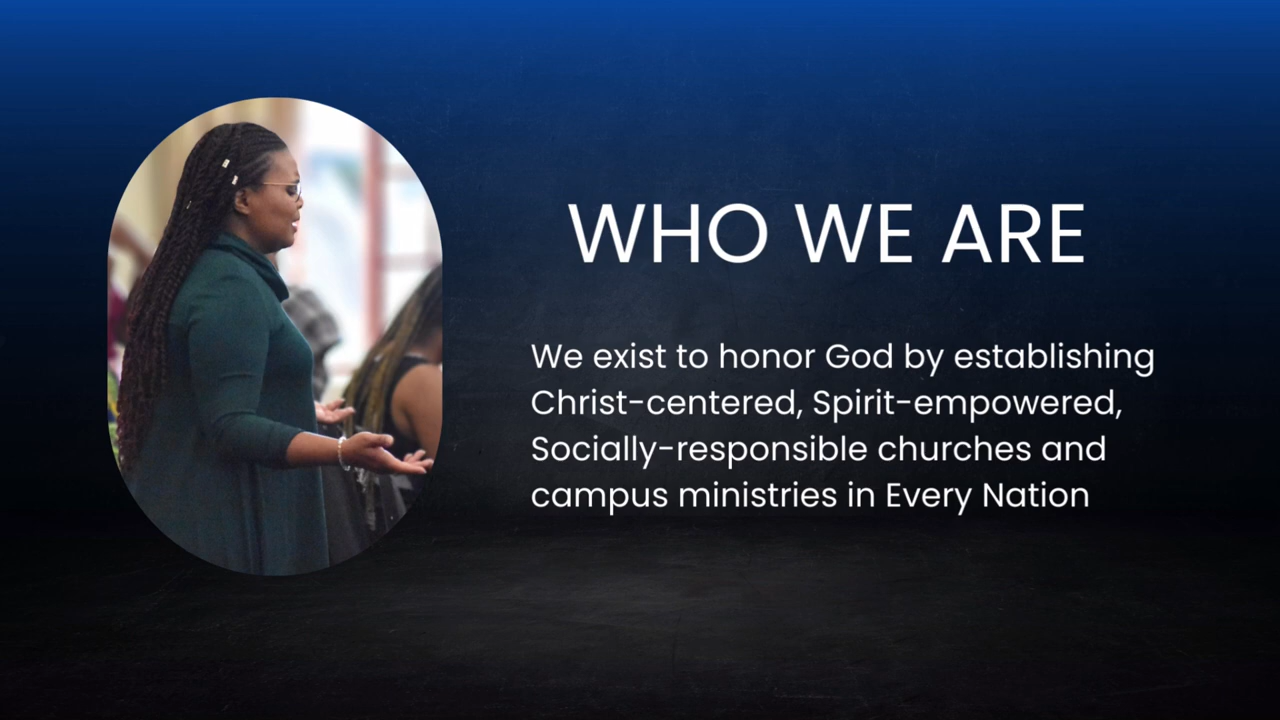 WHO WE ARE
We exist to honor God by establishing
Christ-centered, Spirit-empowered,
Socially-responsible churches and
campus ministries in Every Nation